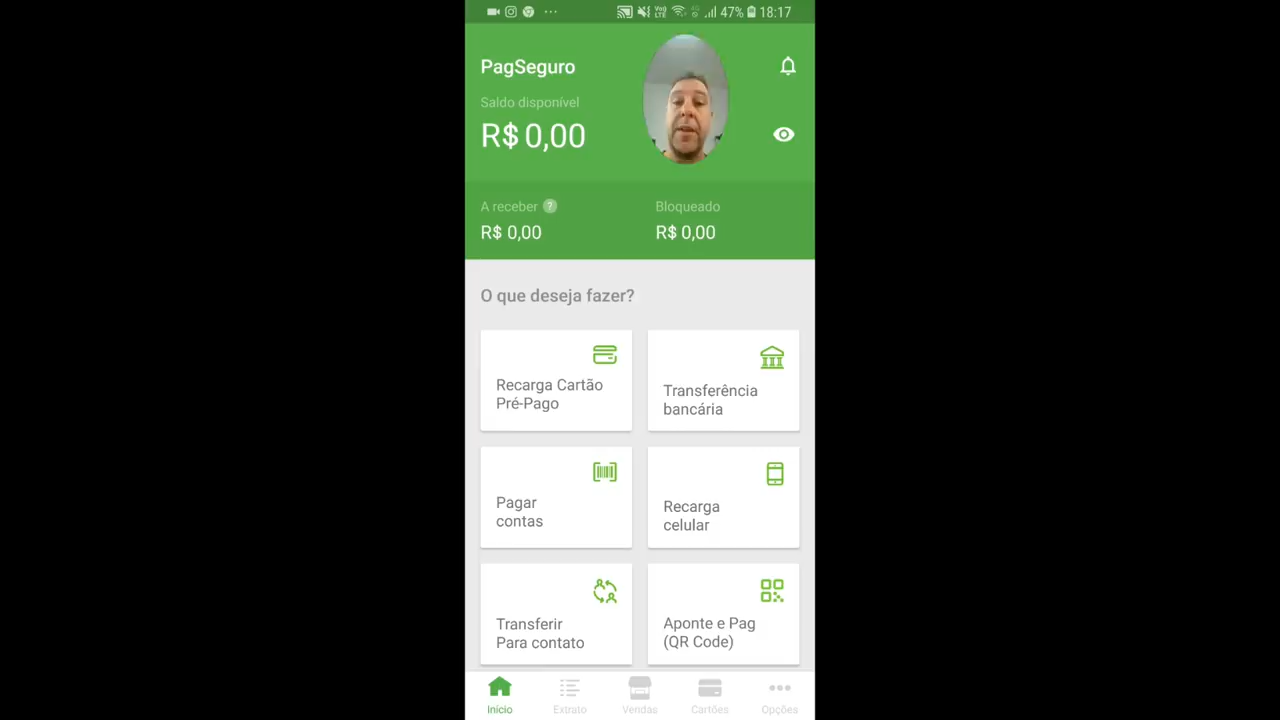 47% 18:17
PagSeguro
Saldo disponível
R$ 0,00
A receber ?
R$ 0,00
Bloqueado
R$ 0,00
O que deseja fazer?
Recarga Cartão
Pré-Pago
Transferência
bancária
Pagar
contas
Recarga
celular
Transferir
Para contato
Aponte e Pag
(QR Code)
Início
Extrato
Vendas
Cartões
Opções